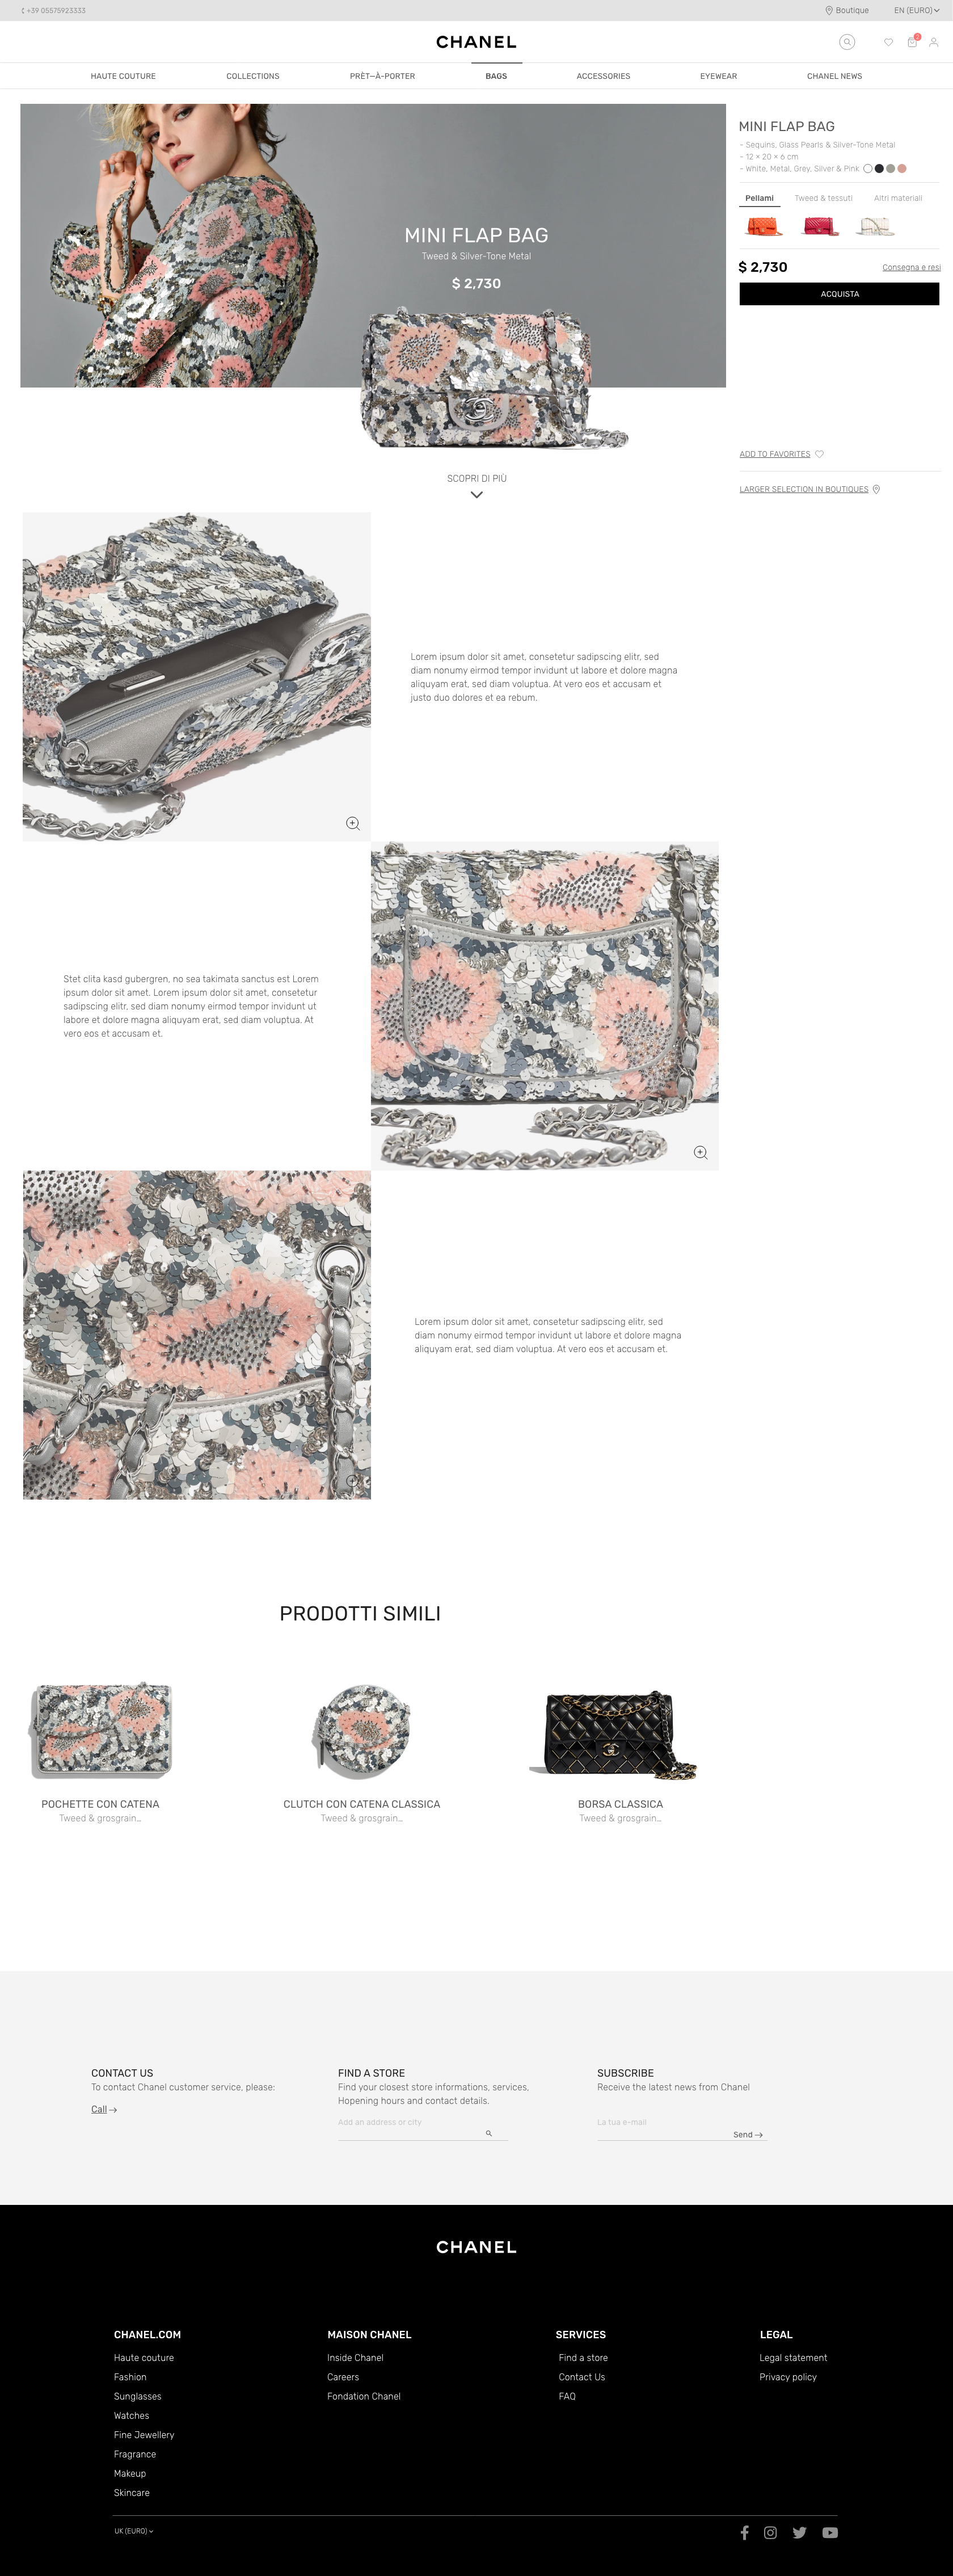 +39 05575923333
Boutique
EN (EURO)
CHANEL
2
HAUTE COUTURE
COLLECTIONS
PRÈT—À-PORTER
BAGS
ACCESSORIES
EYEWEAR
CHANEL NEWS
MINI FLAP BAG
Tweed & Silver-Tone Metal
$ 2,730
SCOPRI DI PIÙ
MINI FLAP BAG
- Sequins, Glass Pearls & Silver-Tone Metal
- 12 × 20 × 6 cm
- White, Metal, Grey, Silver & Pink
Pellami
Tweed & tessuti
Altri materiali
$ 2,730
Consegna e resi
ACQUISTA
ADD TO FAVORITES
LARGER SELECTION IN BOUTIQUES
Lorem ipsum dolor sit amet, consetetur sadipscing elitr, sed
diam nonumy eirmod tempor invidunt ut labore et dolore magna
aliquyam erat, sed diam voluptua. At vero eos et accusam et
justo duo dolores et ea rebum.
Stet clita kasd gubergren, no sea takimata sanctus est Lorem
ipsum dolor sit amet. Lorem ipsum dolor sit amet, consetetur
sadipscing elitr, sed diam nonumy eirmod tempor invidunt ut
labore et dolore magna aliquyam erat, sed diam voluptua. At
vero eos et accusam et.
Lorem ipsum dolor sit amet, consetetur sadipscing elitr, sed
diam nonumy eirmod tempor invidunt ut labore et dolore magna
aliquyam erat, sed diam voluptua. At vero eos et accusam et.
PRODOTTI SIMILI
POCHETTE CON CATENA
Tweed & grosgrain...
CLUTCH CON CATENA CLASSICA
Tweed & grosgrain...
BORSA CLASSICA
Tweed & grosgrain...
CONTACT US
To contact Chanel customer service, please:
Call
FIND A STORE
Find your closest store informations, services,
Hopening hours and contact details.
Add an address or city
SUBSCRIBE
Receive the latest news from Chanel
La tua e-mail
Send
CHANEL
CHANEL.COM
Haute couture
Fashion
Sunglasses
Watches
Fine Jewellery
Fragrance
Makeup
Skincare
MAISON CHANEL
Inside Chanel
Careers
Fondation Chanel
SERVICES
Find a store
Contact Us
FAQ
LEGAL
Legal statement
Privacy policy
UK (EURO)